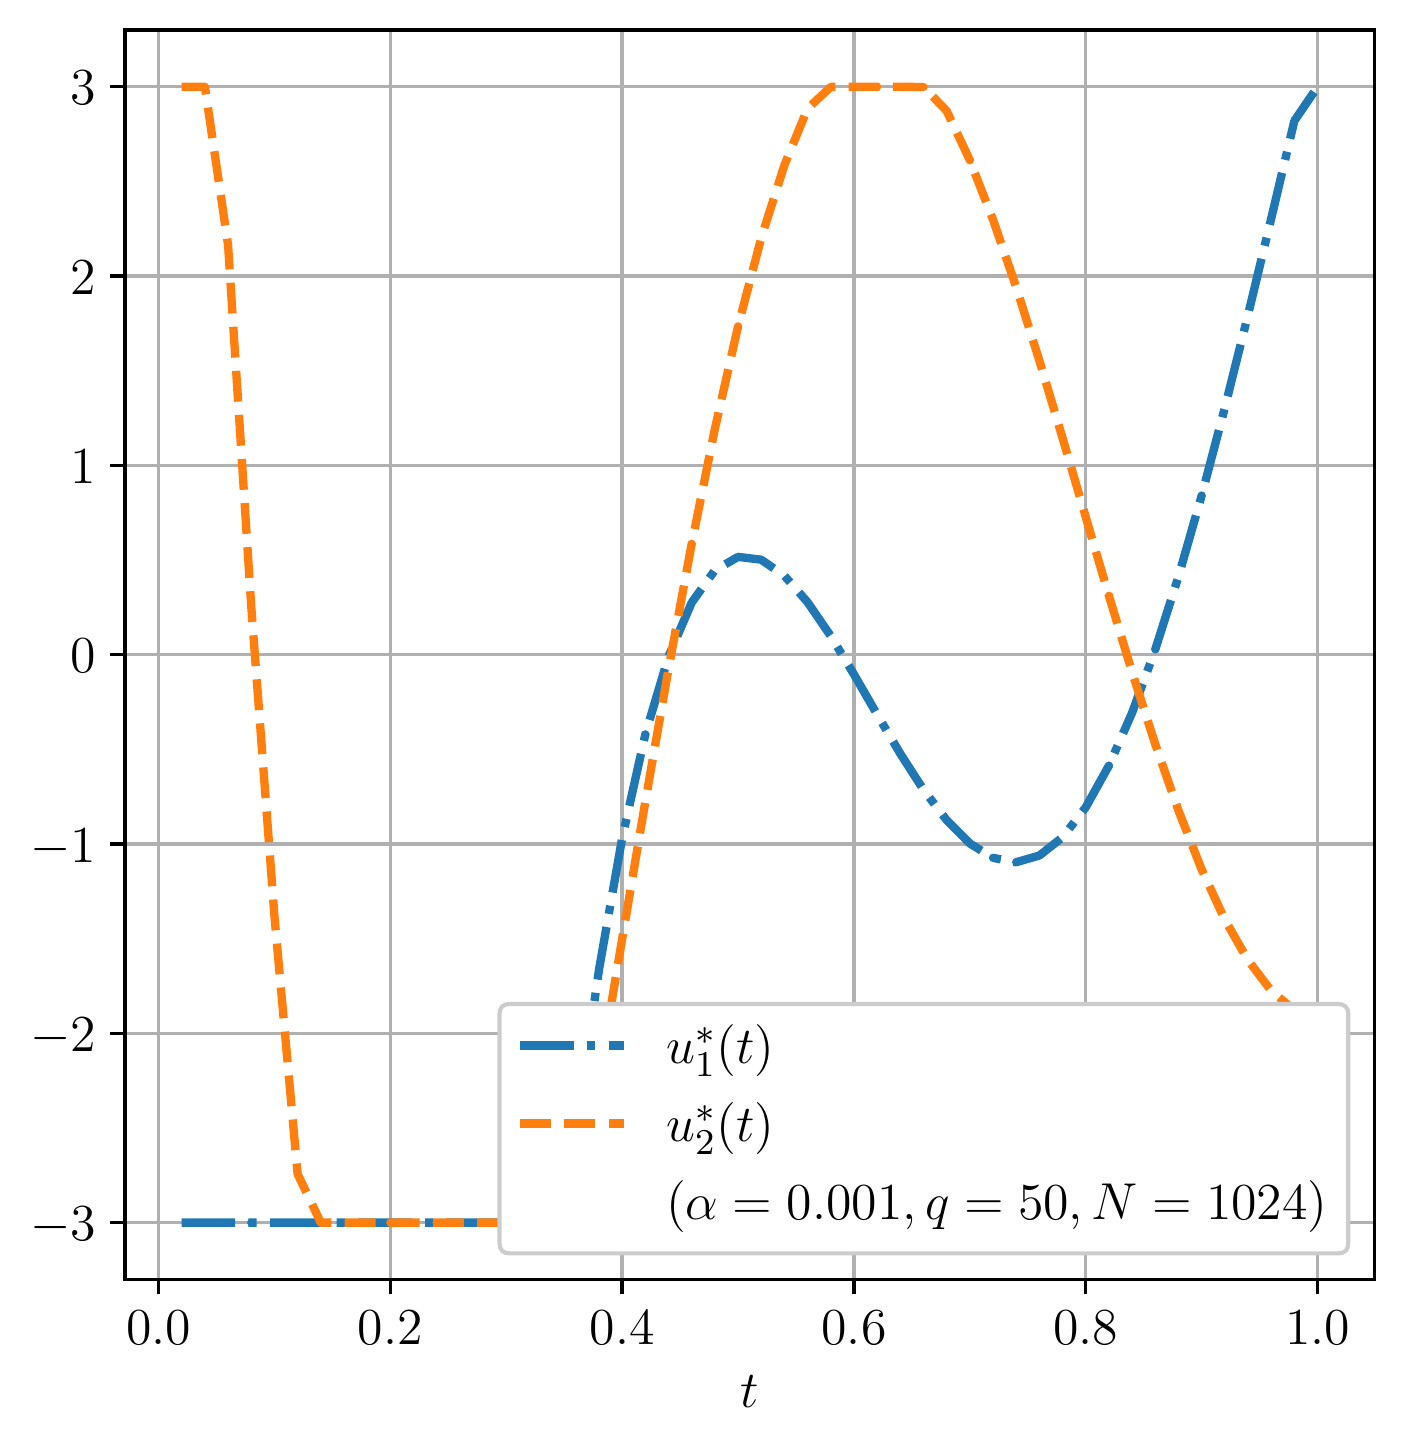 3
2
1
0
−1
−2
−3
u₁*(t)
u₂*(t)
(α = 0.001, q = 50, N = 1024)
0.0 0.2 0.4 0.6 0.8 1.0
t